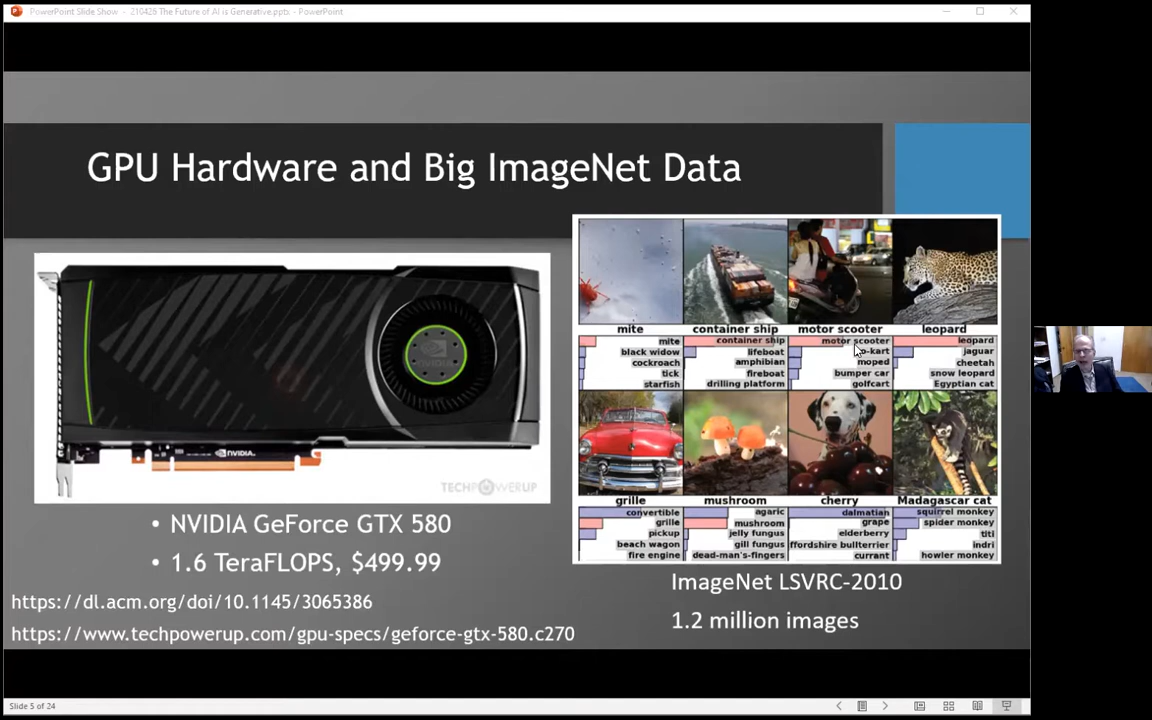 PowerPoint Slide Show - 210426 The Future of AI is Generative.pptx - PowerPoint
GPU Hardware and Big ImageNet Data
NVIDIA
NVIDIA
TECHPOWERUP
• NVIDIA GeForce GTX 580
• 1.6 TeraFLOPS, $499.99
https://dl.acm.org/doi/10.1145/3065386
https://www.techpowerup.com/gpu-specs/geforce-gtx-580.c270
mite
container ship
motor scooter
leopard
mite
black widow
cockroach
tick
starfish
container ship
lifeboat
amphibian
fireboat
drilling platform
motor scooter
o-kart
moped
bumper car
golfcart
leopard
jaguar
cheetah
snow leopard
Egyptian cat
grille
mushroom
cherry
Madagascar cat
convertible
grille
pickup
beach wagon
fire engine
agaric
mushroom
jelly fungus
gill fungus
dead-man's-fingers
dalmatian
grape
elderberry
ffordshire bullterrier
currant
squirrel monkey
spider monkey
titi
indri
howler monkey
ImageNet LSVRC-2010
1.2 million images
Slide 5 of 24